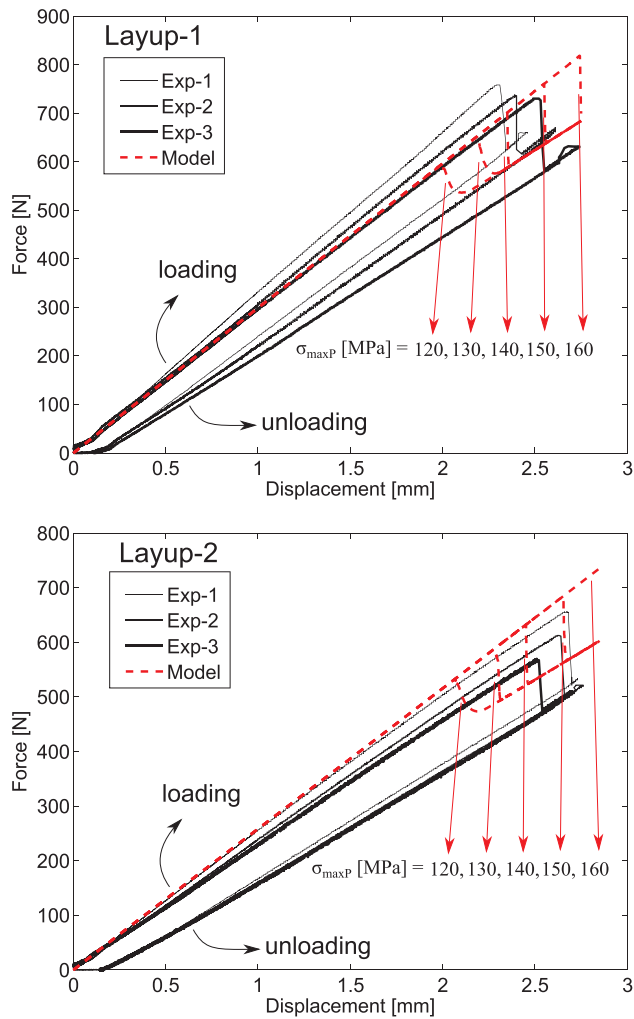 Layup-1
Exp-1
Exp-2
Exp-3
Model
900
800
700
600
500
400
300
200
100
0
Force [N]
loading
σmaxP [MPa] = 120, 130, 140, 150, 160
unloading
0 0.5 1 1.5 2 2.5 3
Displacement [mm]
Layup-2
Exp-1
Exp-2
Exp-3
Model
800
700
600
500
400
300
200
100
0
Force [N]
loading
σmaxP [MPa] = 120, 130, 140, 150, 160
unloading
0 0.5 1 1.5 2 2.5 3
Displacement [mm]